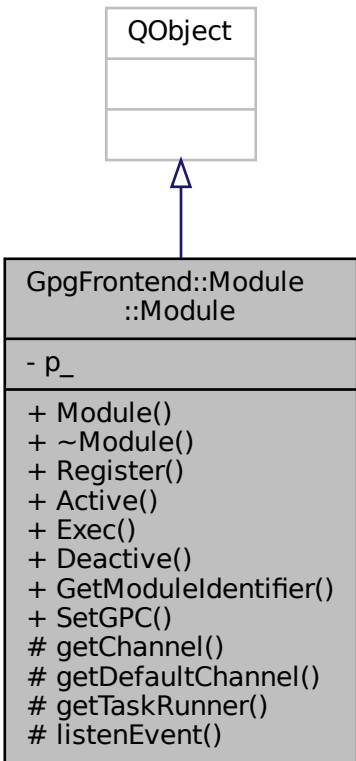 QObject
GpgFrontend::Module
::Module
- p_
+ Module()
+ ~Module()
+ Register()
+ Active()
+ Exec()
+ Deactive()
+ GetModuleIdentifier()
+ SetGPC()
# getChannel()
# getDefaultChannel()
# getTaskRunner()
# listenEvent()